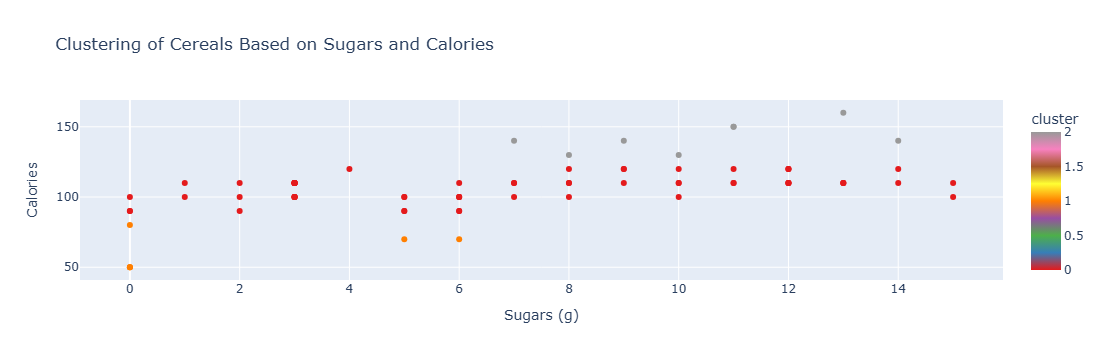 Clustering of Cereals Based on Sugars and Calories
cluster
2
150
1.5
Calories
100
1
0.5
50
0
0 2 4 6 8 10 12 14
Sugars (g)